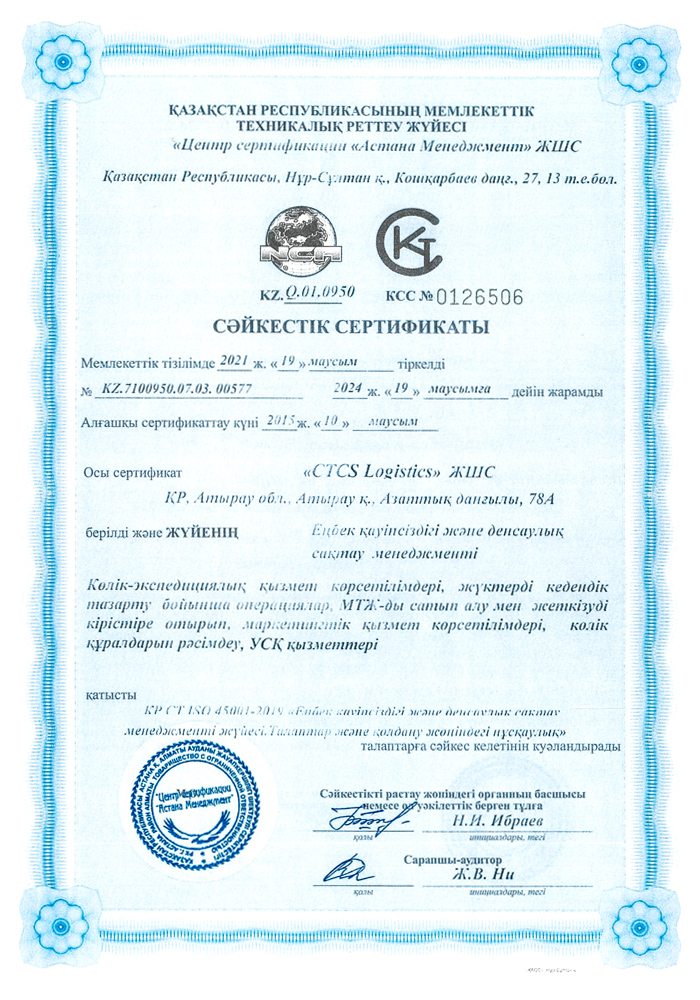 ҚАЗАҚСТАН РЕСПУБЛИКАСЫНЫҢ МЕМЛЕКЕТТІК
ТЕХНИКАЛЫҚ РЕТТЕУ ЖҮЙЕСІ
«Центр сертификации «Астана Менеджмент» ЖШС
Қазақстан Республикасы, Нұр-Сұлтан қ., Кошқарбаев даңғ., 27, 13 т.е.бөл.
NCA
KT
KZ. Q.01.0950 КСС № 0126506
СӘЙКЕСТІК СЕРТИФИКАТЫ
Мемлекеттік тізілімде 2021 ж. «19» маусым тіркелді
№ KZ.7100950.07.03. 00577 2024 ж. «19» маусымға дейін жарамды
Алғашқы сертификаттау күні 2015 ж. «10» маусым
Осы сертификат «CTCS Logistics» ЖШС
ҚР, Атырау обл., Атырау қ., Азаттық даңғылы, 78А
берілді және ЖҮЙЕНІҢ Еңбек қауіпсіздігі және денсаулық
сақтау менеджменті
Көлік-экспедициялық қызмет көрсетілімдері, жүктерді кедендік
тазарту бойынша операциялар, МТЖ-ды сатып алу мен жеткізуді
кірістіре отырып, маркетингтік қызмет көрсетілімдері, көлік
құралдарын рәсімдеу, УСҚ қызметтері
қатысты
ҚР СТ ISO 45001-2019 «Еңбек қауіпсіздігі және денсаулық сақтау
менеджменті жүйесі.Талаптар және қолдану жөніндегі нұсқаулық»
талаптарға сәйкес келетінін куәландырады
"Центр Сертификации
"Астана Менеджмент"
Сәйкестікті растау жөніндегі органның басшысы
немесе ол уәкілеттік берген тұлға
Н.И. Ибраев
қолы инициалдары, тегі
Сарапшы-аудитор
Ж.В. Ни
қолы инициалдары, тегі